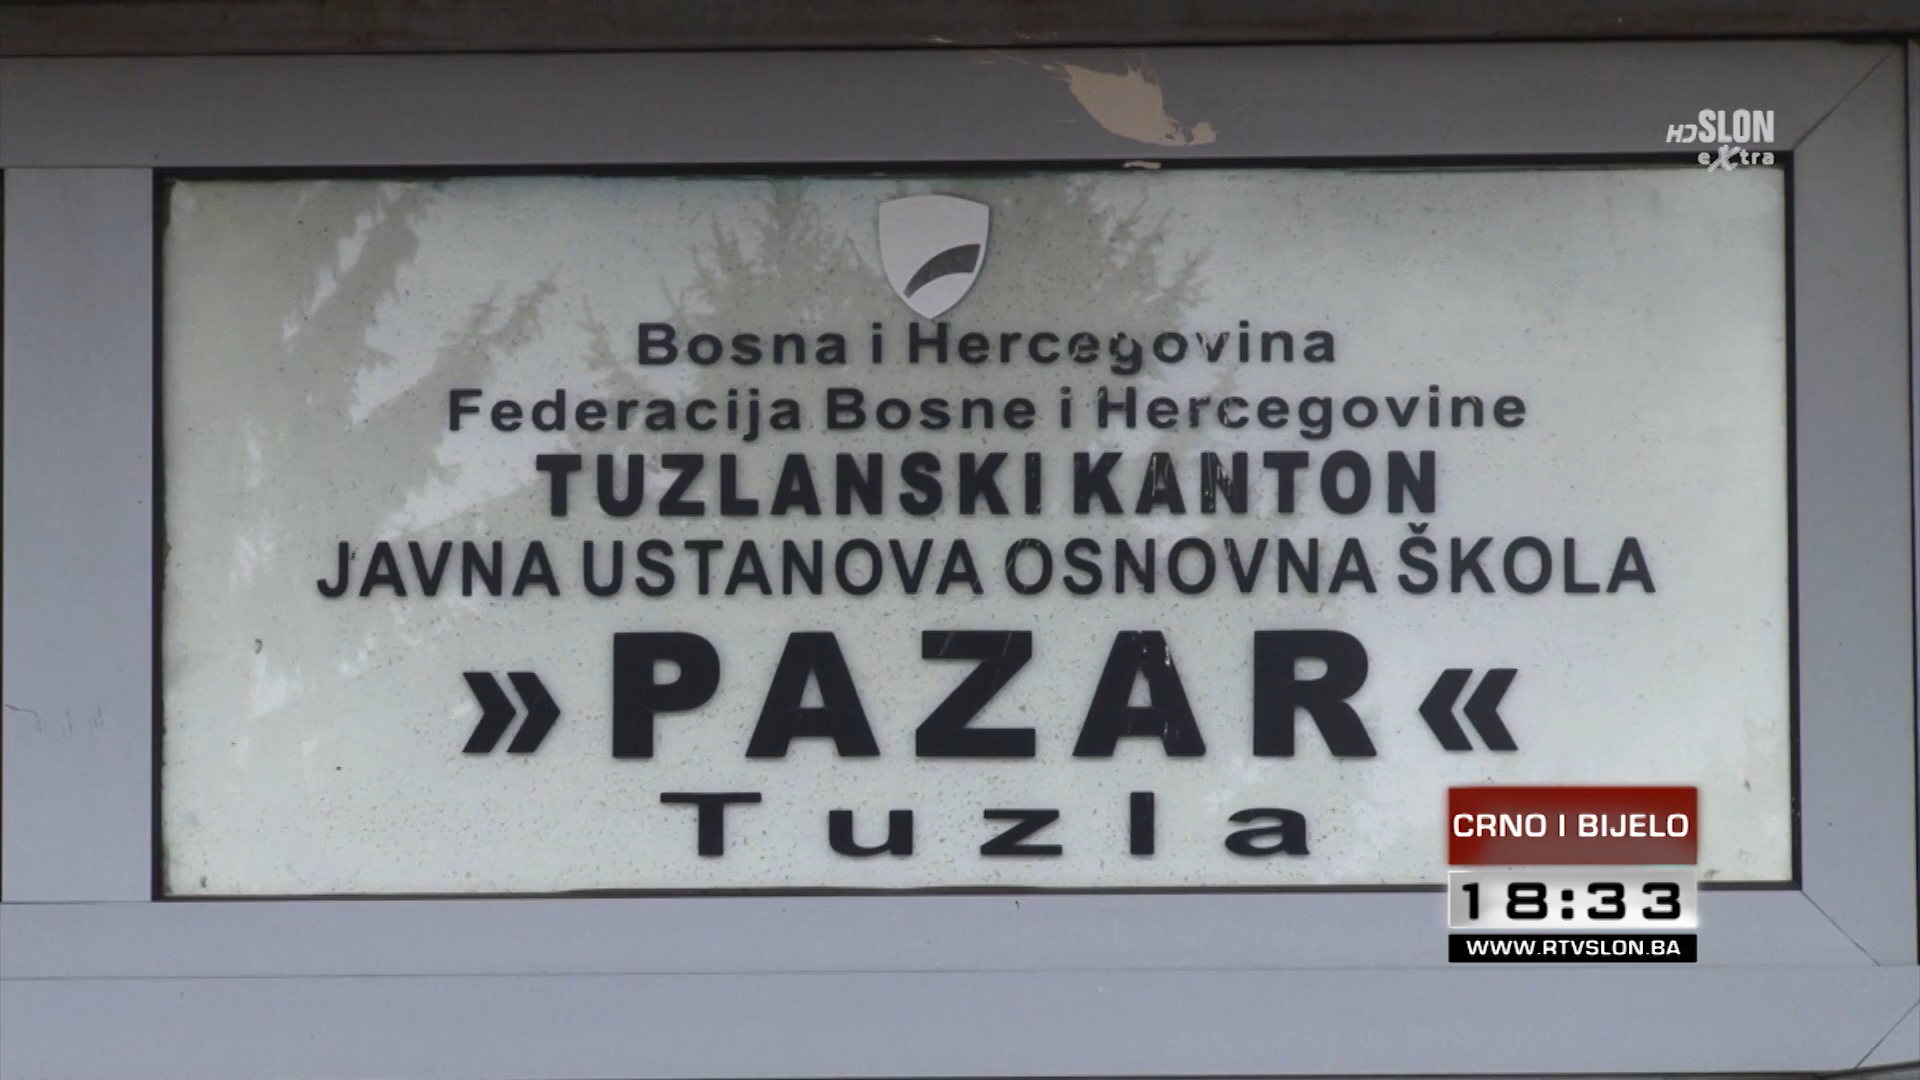 HD SLON
extra
Bosna i Hercegovina
Federacija Bosne i Hercegovine
TUZLANSKI KANTON
JAVNA USTANOVA OSNOVNA ŠKOLA
»PAZAR«
Tuzla
CRNO I BIJELO
18:33
WWW.RTVSLON.BA